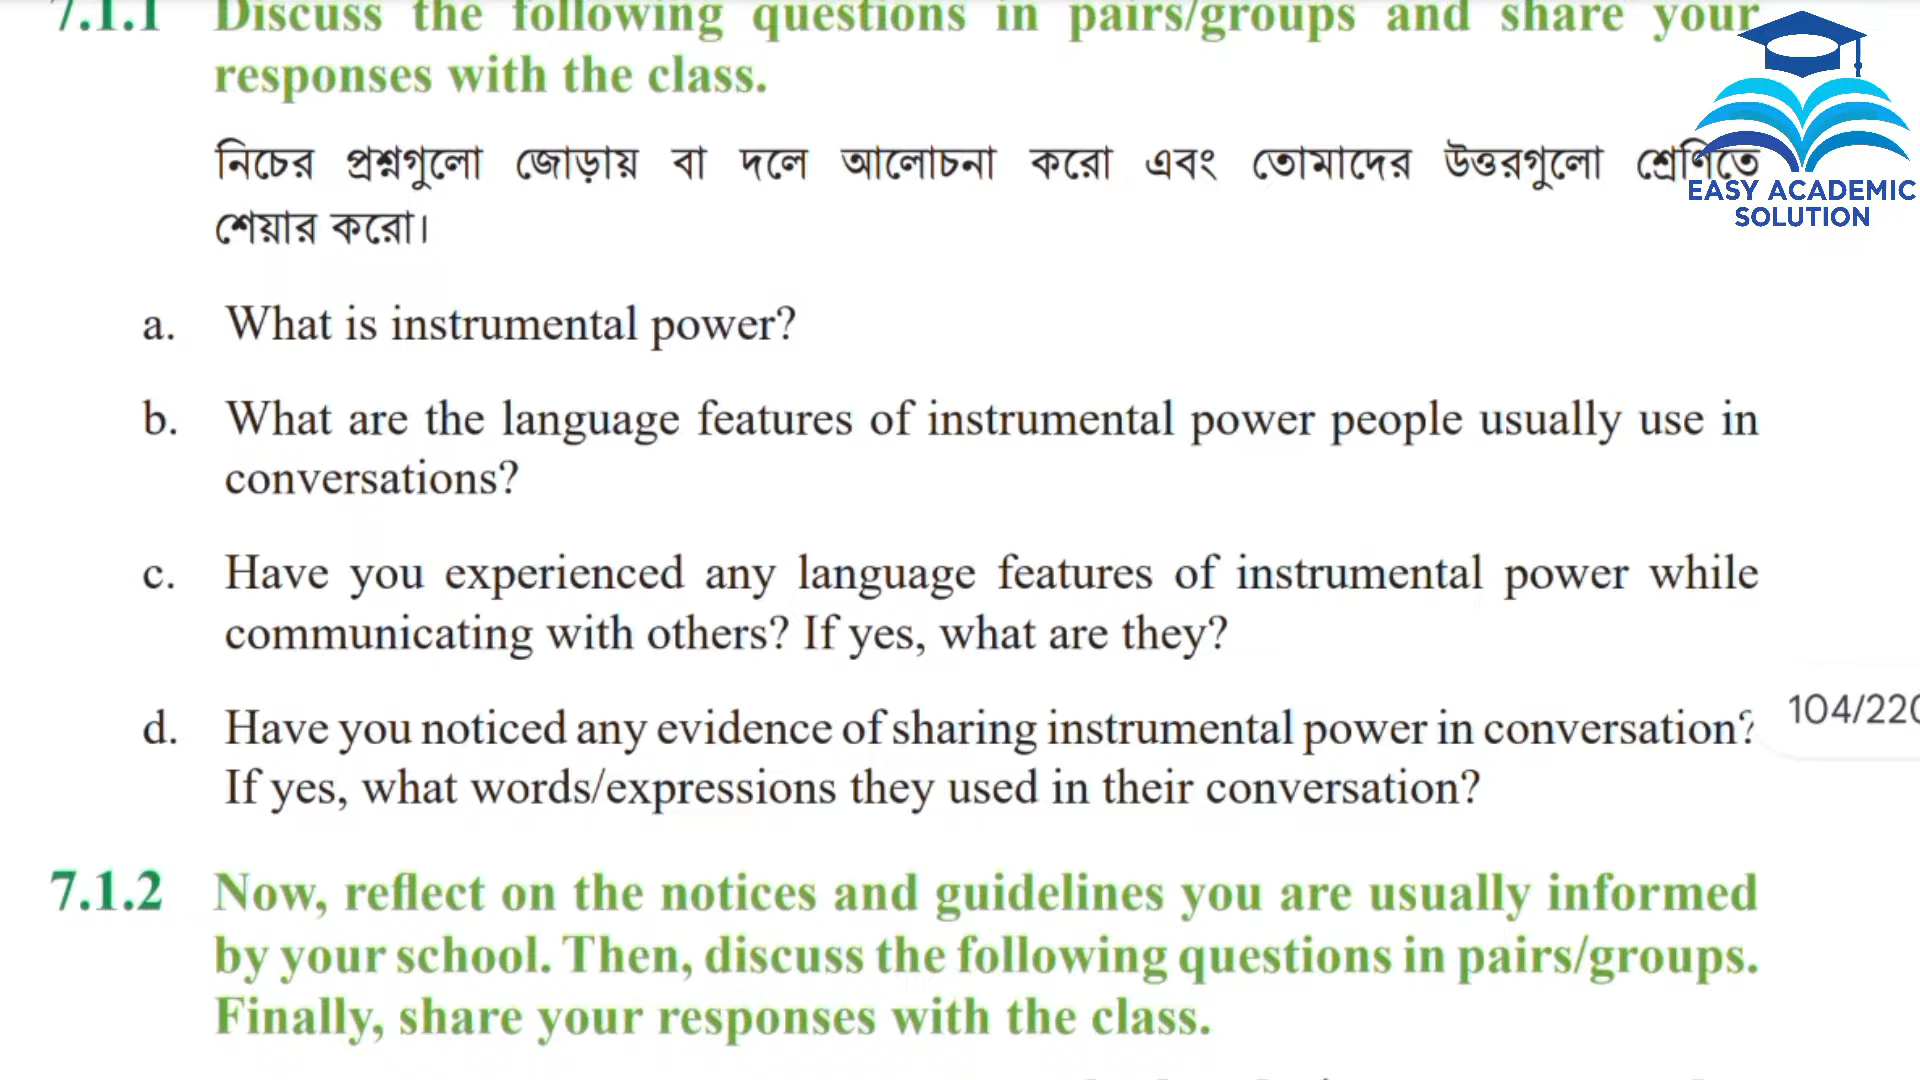 7.1.1 Discuss the following questions in pairs/groups and share your
responses with the class.
নিচের প্রশ্নগুলো জোড়ায় বা দলে আলোচনা করো এবং তোমাদের উত্তরগুলো শ্রেণিতে
শেয়ার করো।
EASY ACADEMIC
SOLUTION
a. What is instrumental power?
b. What are the language features of instrumental power people usually use in
conversations?
c. Have you experienced any language features of instrumental power while
communicating with others? If yes, what are they?
d. Have you noticed any evidence of sharing instrumental power in conversation?
If yes, what words/expressions they used in their conversation?
104/220
7.1.2 Now, reflect on the notices and guidelines you are usually informed
by your school. Then, discuss the following questions in pairs/groups.
Finally, share your responses with the class.